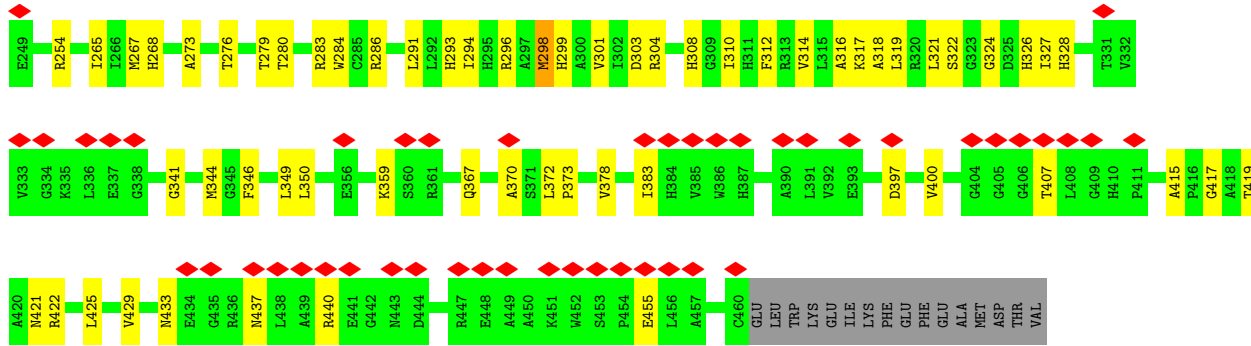 E249 R254 I265 I266 M267 H268 A273 T276 T279 T280 R283 W284 C285 R286 L291 L292 H293 I294 H295 R296 A297 M298 H299 A300 V301 I302 D303 R304 H308 G309 I310 H311 F312 R313 V314 L315 A316 K317 A318 L319 R320 L321 S322 G323 G324 D325 H326 I327 H328 T331 V332
V333 G334 K335 L336 E337 G338 G341 M344 G345 F346 L349 L350 E356 K359 S360 R361 Q367 A370 S371 L372 P373 V378 I383 H384 V385 W386 H387 A390 L391 V392 E393 D397 V400 G404 G405 G406 T407 L408 G409 H410 P411 A415 P416 G417 A418 T419
A420 N421 R422 L425 V429 N433 E434 G435 R436 N437 L438 A439 R440 E441 G442 N443 D444 R447 E448 A449 A450 K451 W452 S453 P454 E455 L456 A457 C460 GLU LEU TRP LYS GLU ILE LYS PHE GLU PHE GLU ALA MET ASP THR VAL